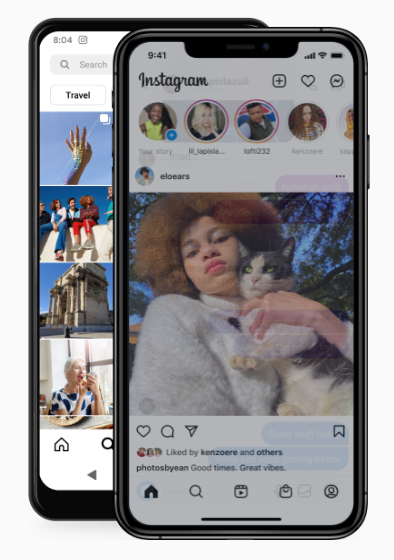 8:04
Search
Travel
9:41
Instagram
Your story
lil_lapisla...
lofti232
kenzoere
sapp
eloears
Liked by kenzoere and others
photosbyean Good times. Great vibes.